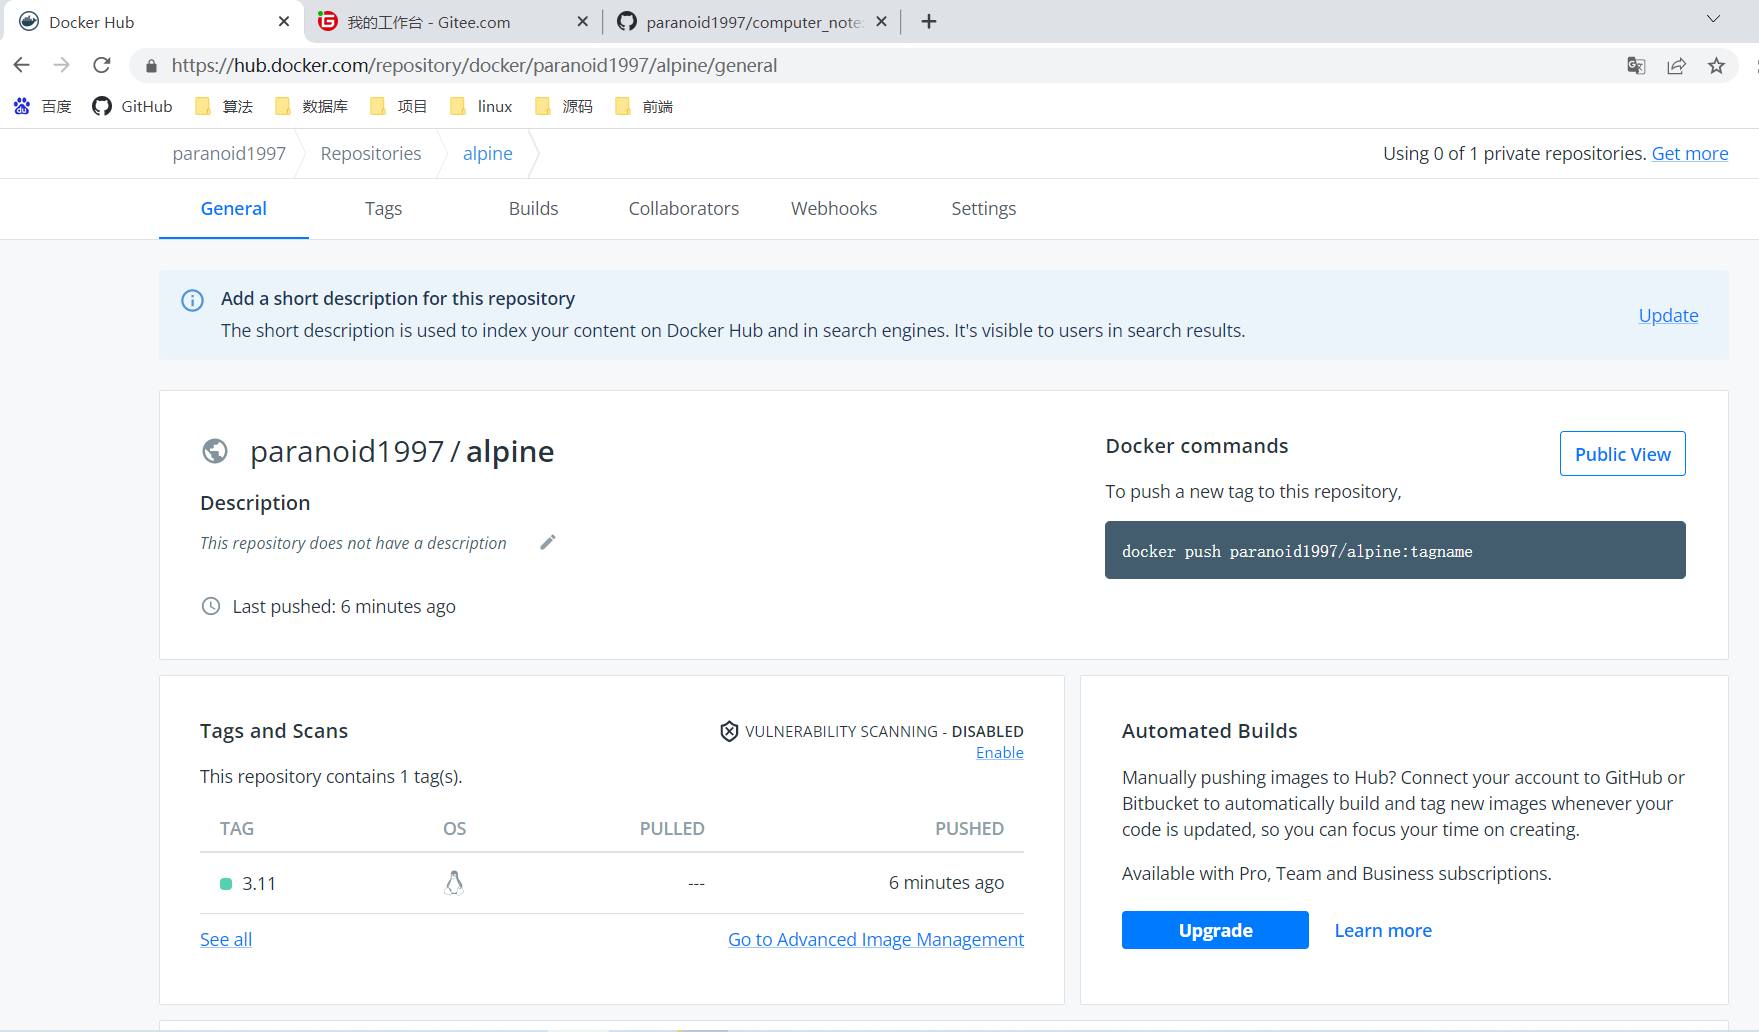 Docker Hub
我的工作台 - Gitee.com
paranoid1997/computer_note
https://hub.docker.com/repository/docker/paranoid1997/alpine/general
百度 GitHub 算法 数据库 项目 linux 源码 前端
paranoid1997 Repositories alpine
Using 0 of 1 private repositories. Get more
General Tags Builds Collaborators Webhooks Settings
Add a short description for this repository
The short description is used to index your content on Docker Hub and in search engines. It's visible to users in search results.
Update
paranoid1997 / alpine
Description
This repository does not have a description
Last pushed: 6 minutes ago
Docker commands
Public View
To push a new tag to this repository,
docker push paranoid1997/alpine:tagname
Tags and Scans
VULNERABILITY SCANNING - DISABLED
Enable
This repository contains 1 tag(s).
TAG OS PULLED PUSHED
3.11 --- 6 minutes ago
See all Go to Advanced Image Management
Automated Builds
Manually pushing images to Hub? Connect your account to GitHub or
Bitbucket to automatically build and tag new images whenever your
code is updated, so you can focus your time on creating.
Available with Pro, Team and Business subscriptions.
Upgrade Learn more